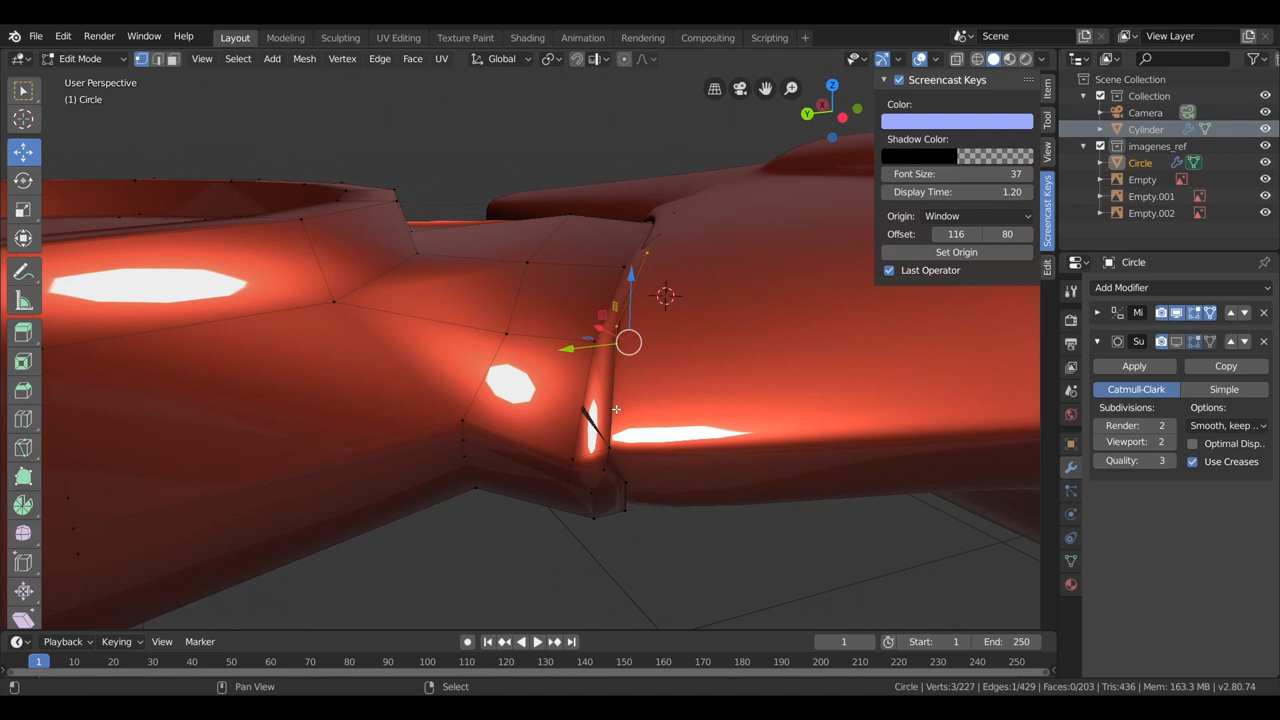 File Edit Render Window Help Layout Modeling Sculpting UV Editing Texture Paint Shading Animation Rendering Compositing Scripting + Scene View Layer
Edit Mode View Select Add Mesh Vertex Edge Face UV Global
User Perspective
(1) Circle
Z
Y
X
Screencast Keys
Color:
Shadow Color:
Font Size: 37
Display Time: 1.20
Origin: Window
Offset: 116 80
Set Origin
Last Operator
Item
Tool
View
Screencast Keys
Edit
Scene Collection
Collection
Camera
Cylinder
imagenes_ref
Circle
Empty
Empty.001
Empty.002
Circle
Add Modifier
Mi
Su
Apply Copy
Catmull-Clark Simple
Subdivisions: Options:
Render: 2 Smooth, keep ..
Viewport: 2 Optimal Disp..
Quality: 3 Use Creases
Playback Keying View Marker 1 Start: 1 End: 250
1 10 20 30 40 50 60 70 80 90 100 110 120 130 140 150 160 170 180 190 200 210 220 230 240 250
Pan View Select Circle | Verts:3/227 | Edges:1/429 | Faces:0/203 | Tris:436 | Mem: 163.3 MB | v2.80.74